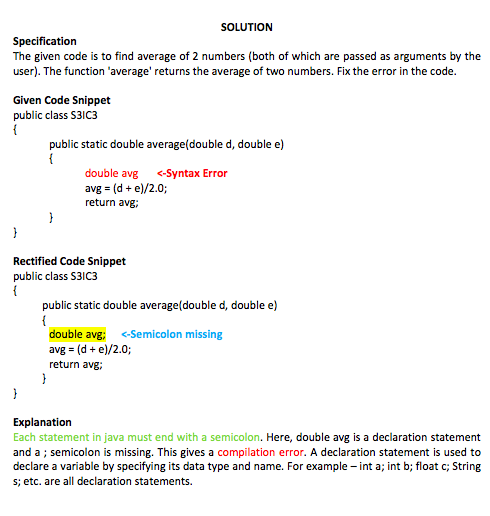 SOLUTION
Specification
The given code is to find average of 2 numbers (both of which are passed as arguments by the
user). The function 'average' returns the average of two numbers. Fix the error in the code.
Given Code Snippet
public class S3IC3
{
public static double average(double d, double e)
{
double avg <-Syntax Error
avg = (d + e)/2.0;
return avg;
}
}
Rectified Code Snippet
public class S3IC3
{
public static double average(double d, double e)
{
double avg; <-Semicolon missing
avg = (d + e)/2.0;
return avg;
}
}
Explanation
Each statement in java must end with a semicolon. Here, double avg is a declaration statement
and a ; semicolon is missing. This gives a compilation error. A declaration statement is used to
declare a variable by specifying its data type and name. For example – int a; int b; float c; String
s; etc. are all declaration statements.